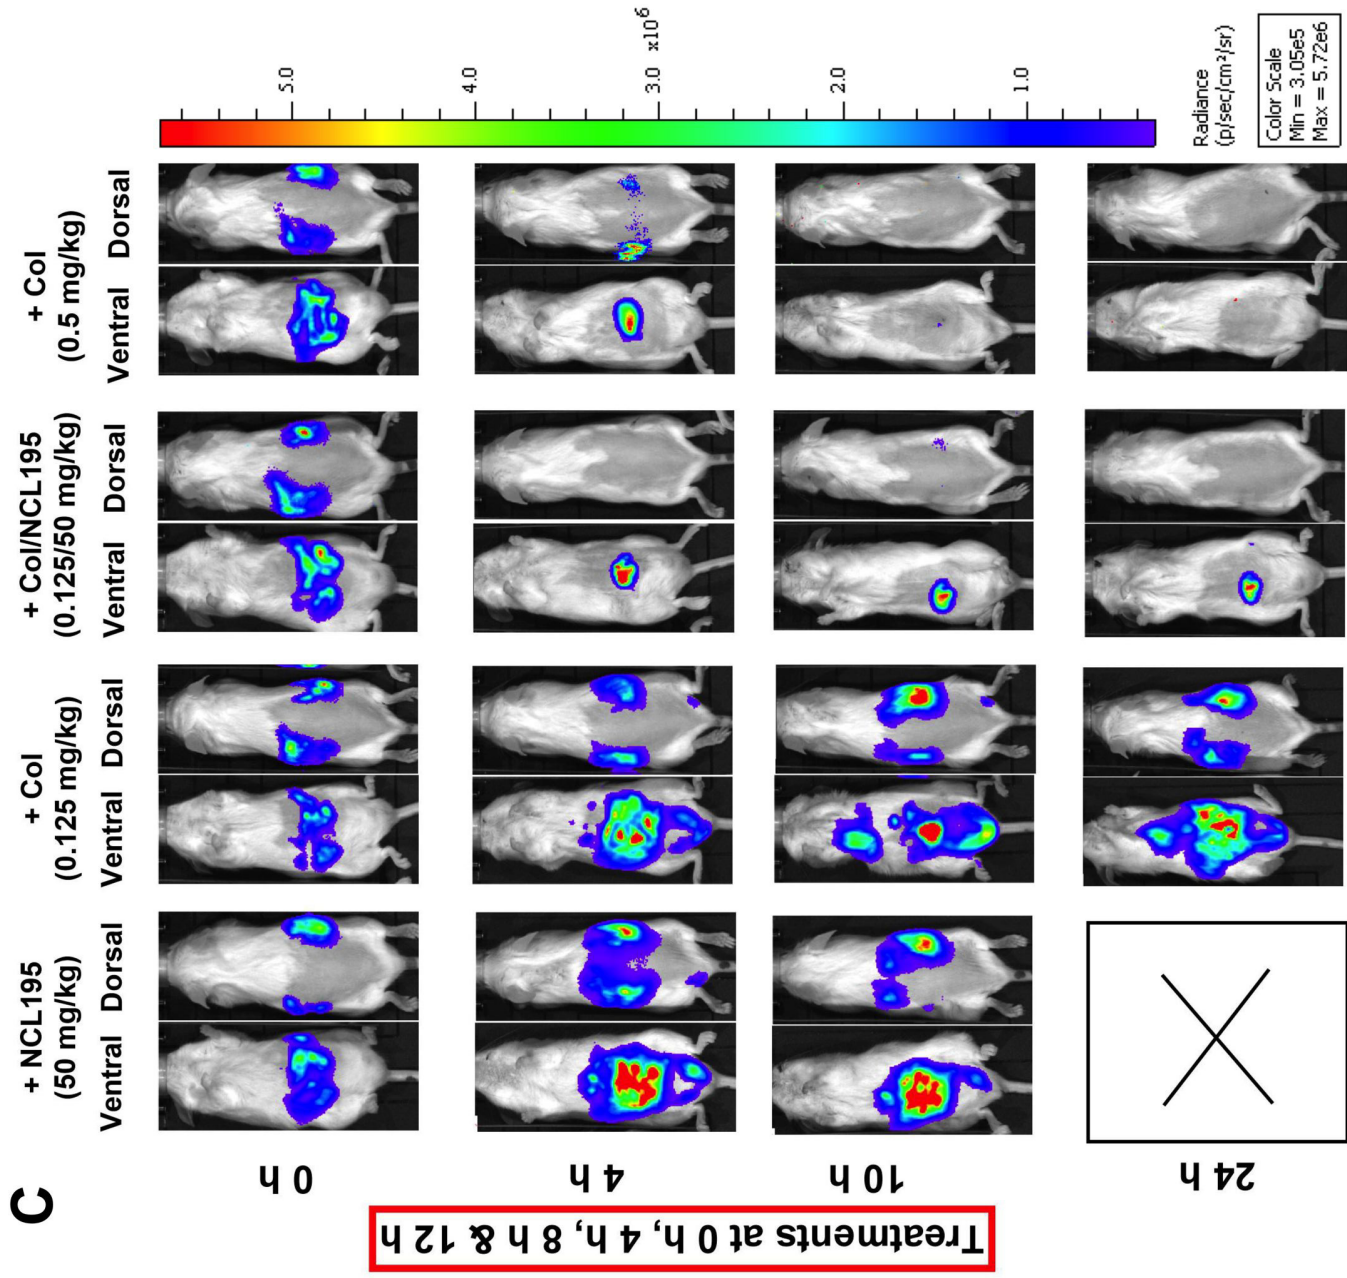 C
+ NCL195
(50 mg/kg)
+ Col
(0.125 mg/kg)
+ Col/NCL195
(0.125/50 mg/kg)
+ Col
(0.5 mg/kg)
Ventral Dorsal Ventral Dorsal Ventral Dorsal Ventral Dorsal
Treatments at 0 h, 4 h, 8 h & 12 h
0 h
4 h
10 h
24 h
5.0
4.0
3.0
x10⁶
2.0
1.0
Radiance
(p/sec/cm²/sr)
Color Scale
Min = 3.05e5
Max = 5.72e6